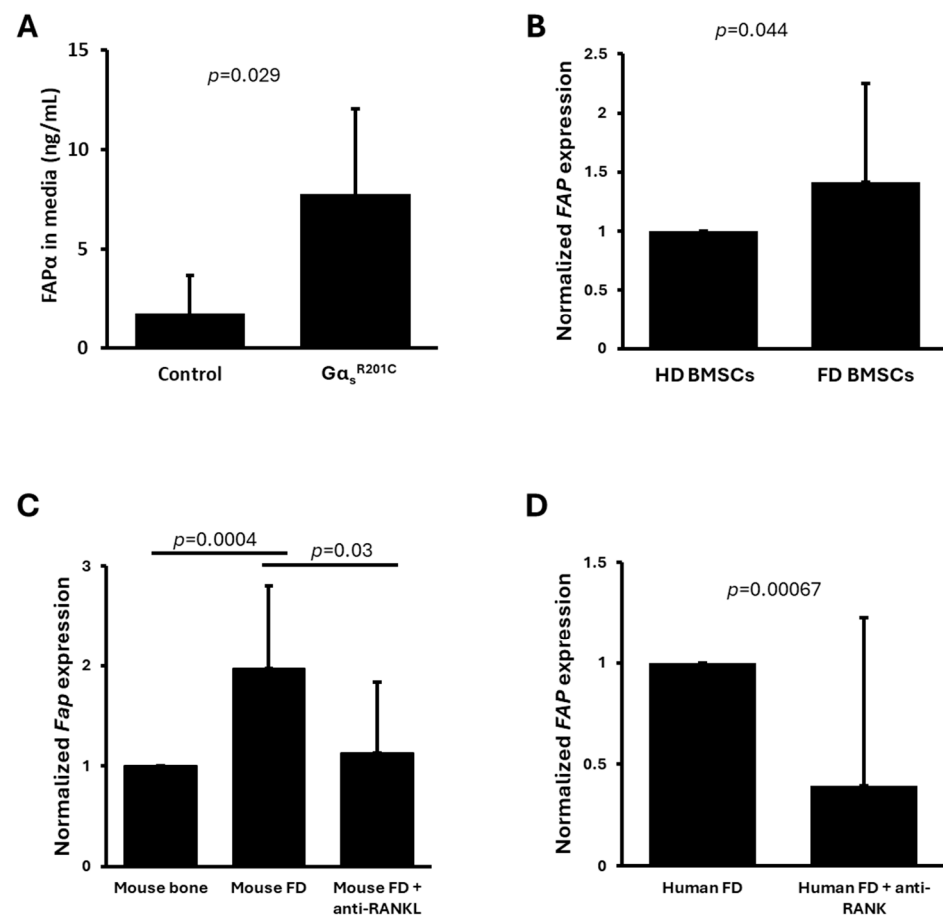 A
B
p=0.029
p=0.044
FAPα in media (ng/mL)
15
10
5
0
Control
GαsR201C
Normalized FAP expression
2.5
2
1.5
1
0.5
0
HD BMSCs
FD BMSCs
C
D
p=0.0004
p=0.03
Normalized Fap expression
3
2
1
0
Mouse bone
Mouse FD
Mouse FD +
anti-RANKL
p=0.00067
Normalized FAP expression
1.5
1
0.5
0
Human FD
Human FD + anti-
RANK